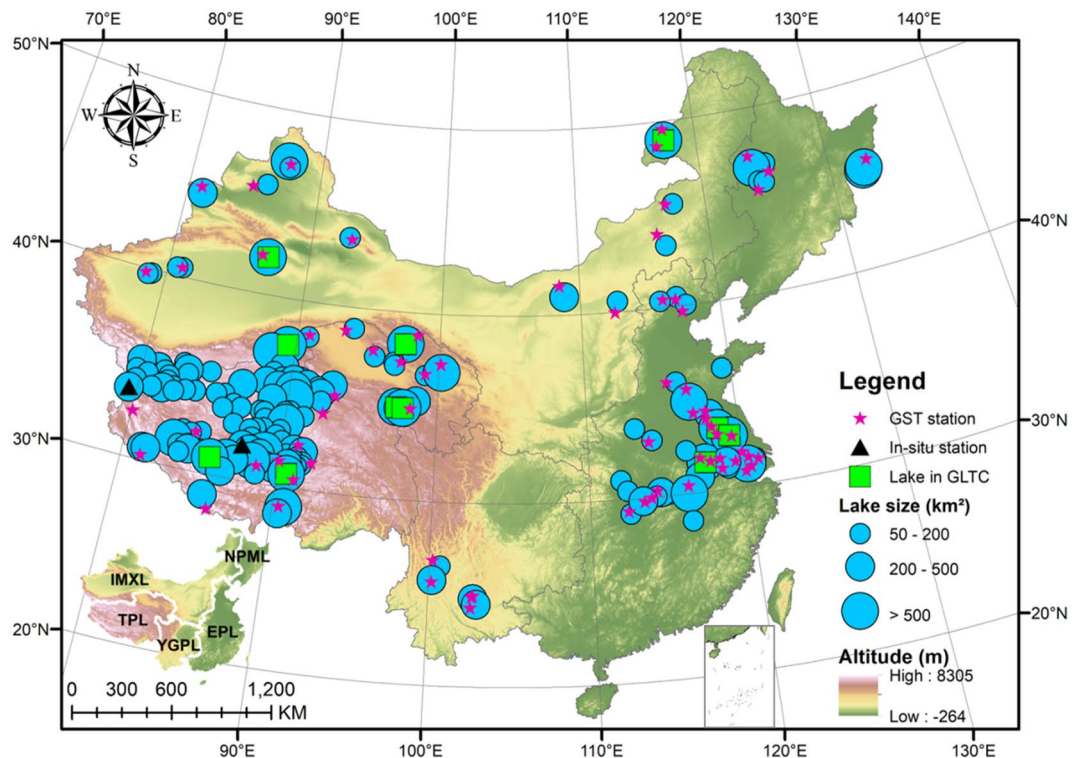 70°E 80°E 90°E 100°E 110°E 120°E 130°E 140°E
50°N
N
W E
S
40°N
40°N
30°N
30°N
20°N
20°N
Legend
GST station
In-situ station
Lake in GLTC
Lake size (km²)
50 - 200
200 - 500
> 500
Altitude (m)
High : 8305
Low : -264
NPML
IMXL
TPL
EPL
YGPL
0 300 600 1,200
KM
90°E 100°E 110°E 120°E 130°E